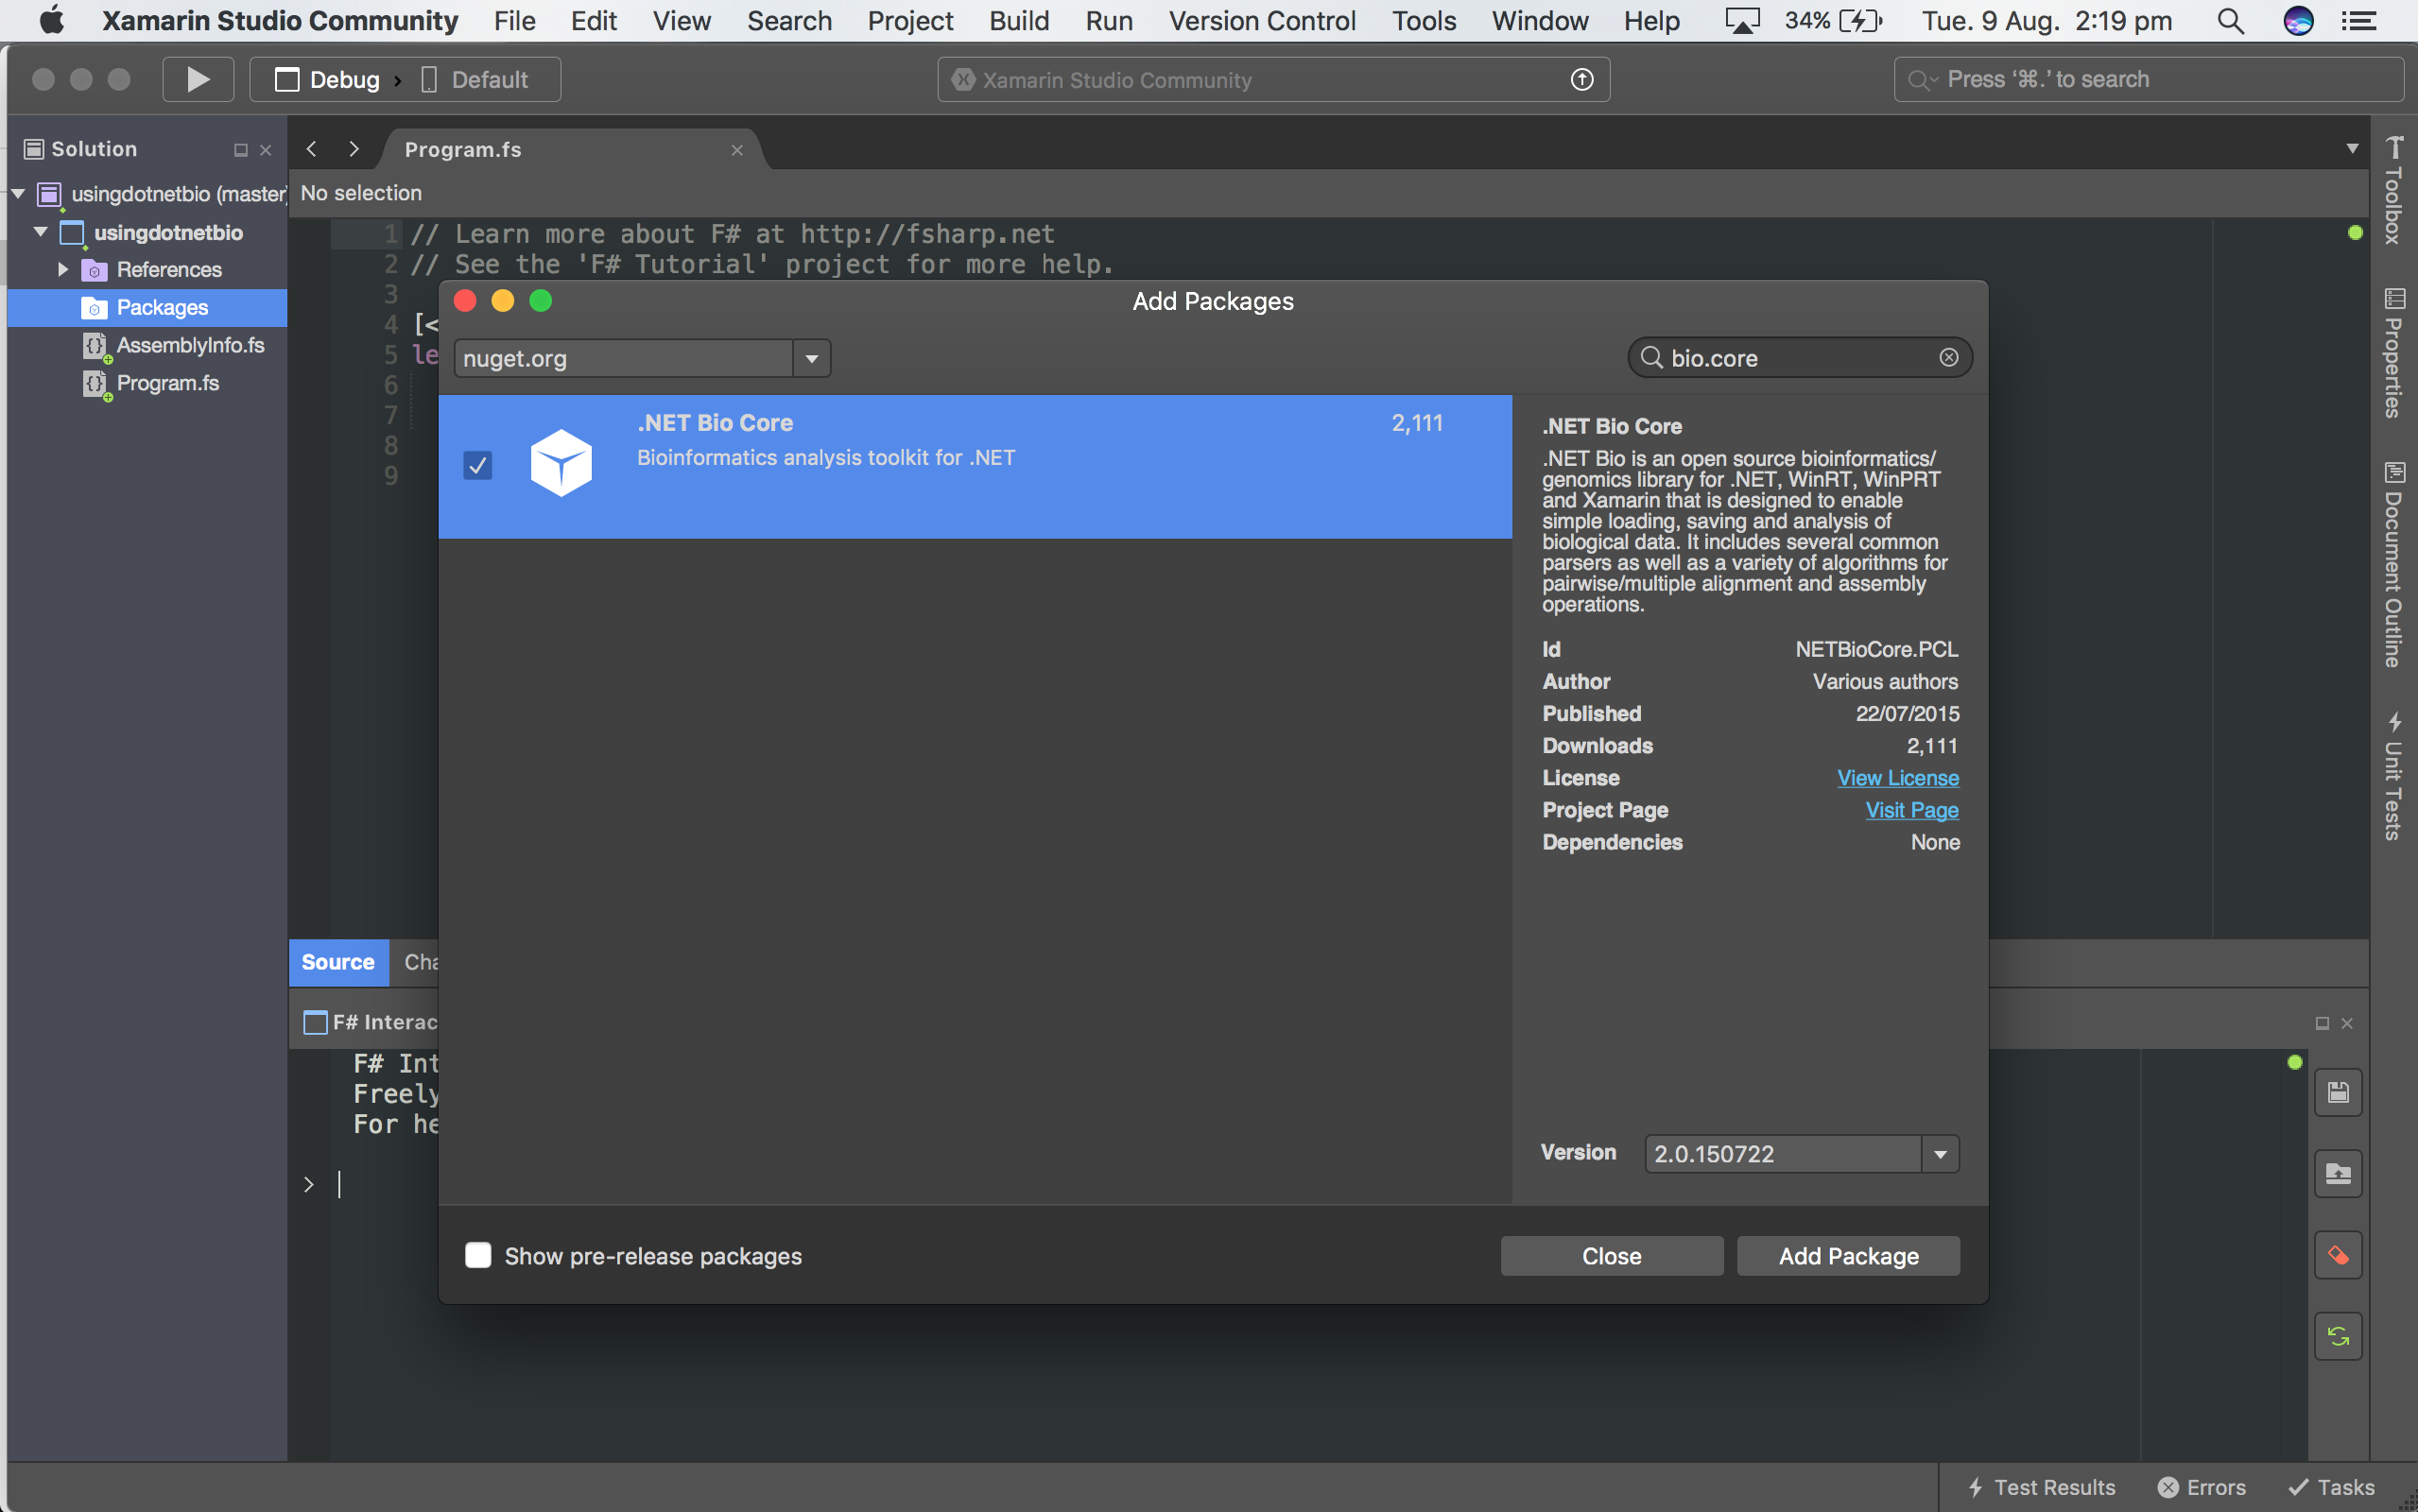 Xamarin Studio Community File Edit View Search Project Build Run Version Control Tools Window Help 34% Tue. 9 Aug. 2:19 pm
Debug › Default
Xamarin Studio Community
Press ‘⌘.’ to search
Solution
usingdotnetbio (master)
usingdotnetbio
References
Packages
AssemblyInfo.fs
Program.fs
Program.fs
No selection
1 // Learn more about F# at http://fsharp.net
2 // See the 'F# Tutorial' project for more help.
3
4 [<
5 le
6
7
8
9
Add Packages
nuget.org
bio.core
.NET Bio Core 2,111
Bioinformatics analysis toolkit for .NET
.NET Bio Core
.NET Bio is an open source bioinformatics/
genomics library for .NET, WinRT, WinPRT
and Xamarin that is designed to enable
simple loading, saving and analysis of
biological data. It includes several common
parsers as well as a variety of algorithms for
pairwise/multiple alignment and assembly
operations.
Id NETBioCore.PCL
Author Various authors
Published 22/07/2015
Downloads 2,111
License View License
Project Page Visit Page
Dependencies None
Version 2.0.150722
Show pre-release packages
Close
Add Package
Source Cha
F# Interac
F# Int
Freely
For he
>
Toolbox
Properties
Document Outline
Unit Tests
Test Results Errors Tasks